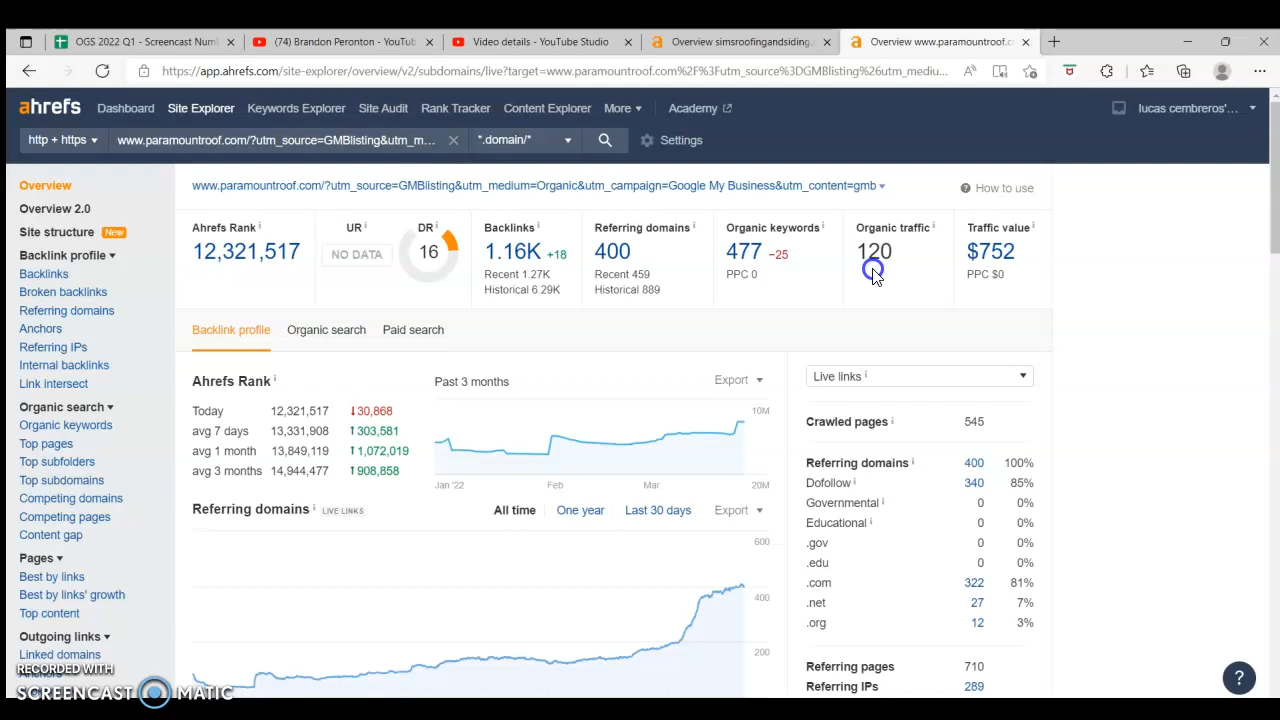 OGS 2022 Q1 - Screencast Num
(74) Brandon Peronton - YouTub
Video details - YouTube Studio
Overview simsroofingandsiding.
Overview www.paramountroof.c
https://app.ahrefs.com/site-explorer/overview/v2/subdomains/live?target=www.paramountroof.com%2F%3Futm_source%3DGMBlisting%26utm_mediu...
ahrefs
Dashboard
Site Explorer
Keywords Explorer
Site Audit
Rank Tracker
Content Explorer
More
Academy
lucas cembreros'...
http + https
www.paramountroof.com/?utm_source=GMBlisting&utm_m...
*.domain/*
Settings
Overview
Overview 2.0
Site structure New
Backlink profile
Backlinks
Broken backlinks
Referring domains
Anchors
Referring IPs
Internal backlinks
Link intersect
Organic search
Organic keywords
Top pages
Top subfolders
Top subdomains
Competing domains
Competing pages
Content gap
Pages
Best by links
Best by links' growth
Top content
Outgoing links
Linked domains
Anchors
www.paramountroof.com/?utm_source=GMBlisting&utm_medium=Organic&utm_campaign=Google My Business&utm_content=gmb
How to use
Ahrefs Rank
12,321,517
UR
NO DATA
DR
16
Backlinks
1.16K +18
Recent 1.27K
Historical 6.29K
Referring domains
400
Recent 459
Historical 889
Organic keywords
477 −25
PPC 0
Organic traffic
120
Traffic value
$752
PPC $0
Backlink profile
Organic search
Paid search
Ahrefs Rank
Today 12,321,517 ↓30,868
avg 7 days 13,331,908 ↑303,581
avg 1 month 13,849,119 ↑1,072,019
avg 3 months 14,944,477 ↑908,858
Past 3 months
Export
10M
Jan '22 Feb Mar 20M
Referring domains LIVE LINKS
All time
One year
Last 30 days
Export
600
400
200
Live links
Crawled pages 545
Referring domains 400 100%
Dofollow 340 85%
Governmental 0 0%
Educational 0 0%
.gov 0 0%
.edu 0 0%
.com 322 81%
.net 27 7%
.org 12 3%
Referring pages 710
Referring IPs 289
?
RECORDED WITH
SCREENCAST MATIC